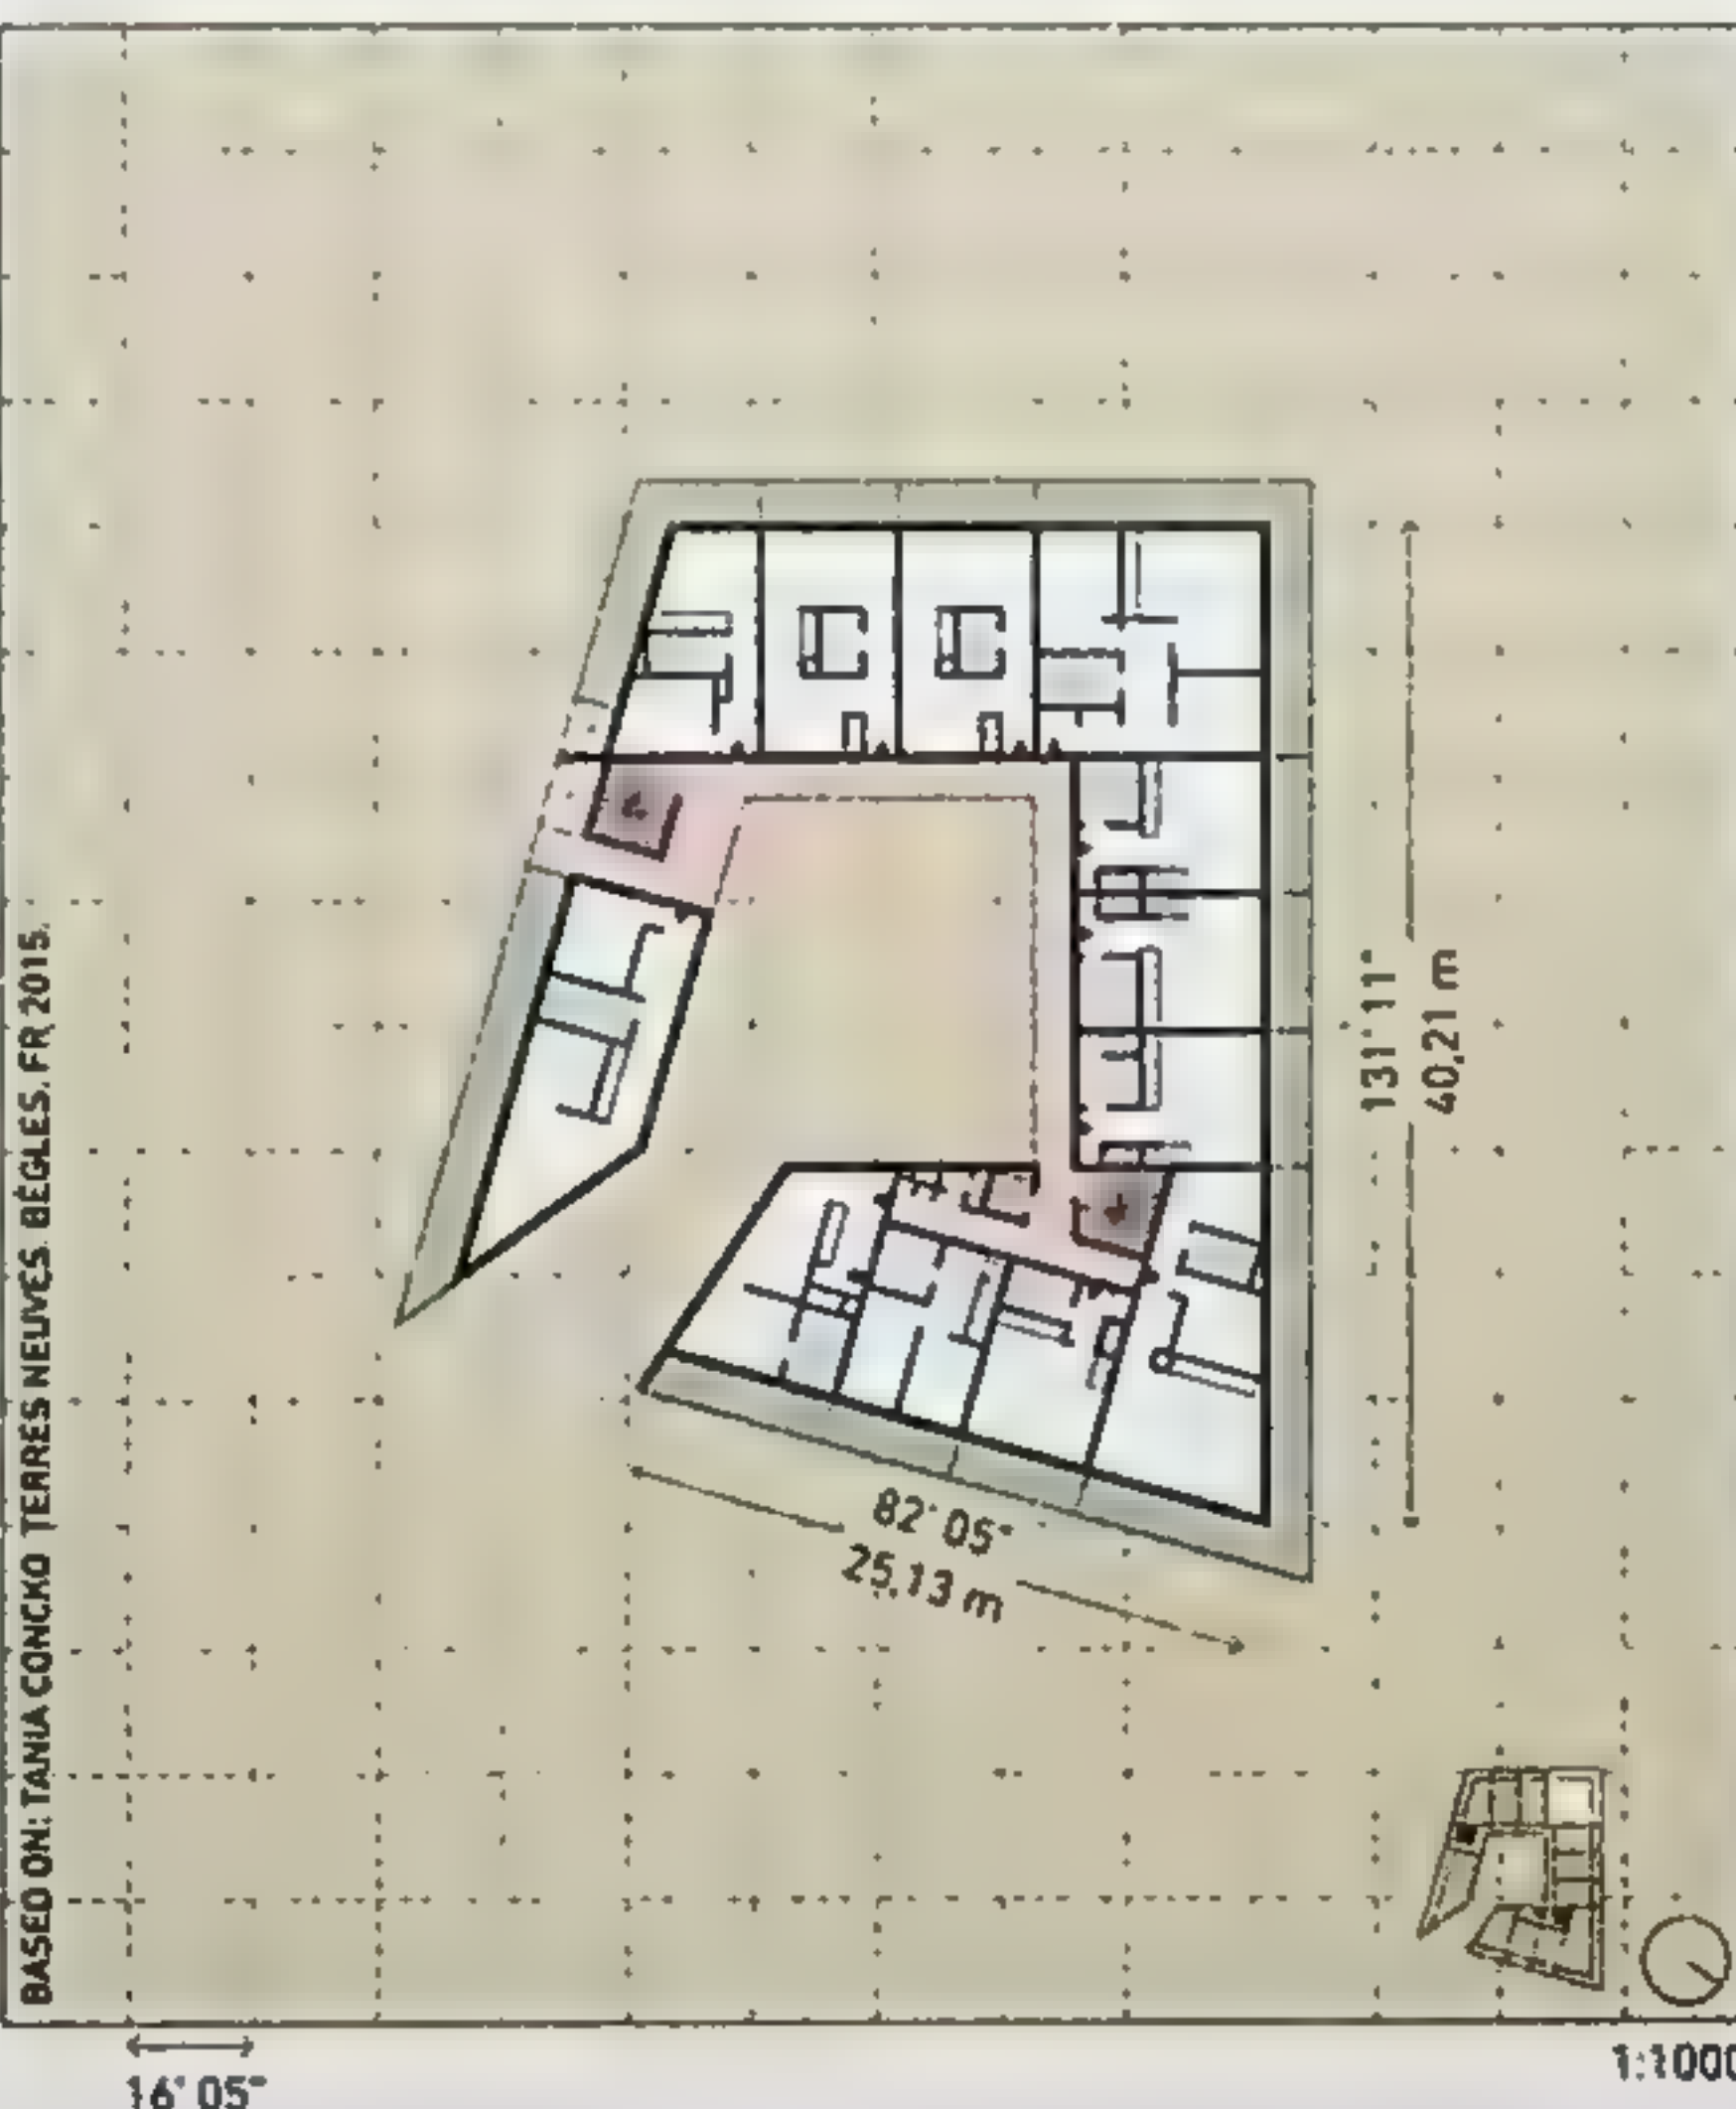 BASED ON: TANIA CONCKO TERRES NEUVES. BÈGLES. FR 2015.
131' 11"
40,21 m
82' 05"
25,13 m
16' 05"
1:1000